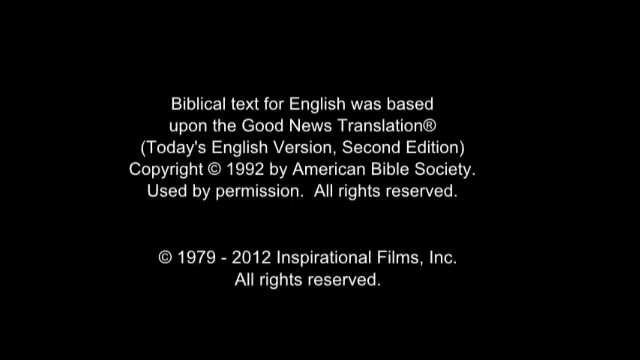 Biblical text for English was based
upon the Good News Translation®
(Today's English Version, Second Edition)
Copyright © 1992 by American Bible Society.
Used by permission.  All rights reserved.
© 1979 - 2012 Inspirational Films, Inc.
All rights reserved.